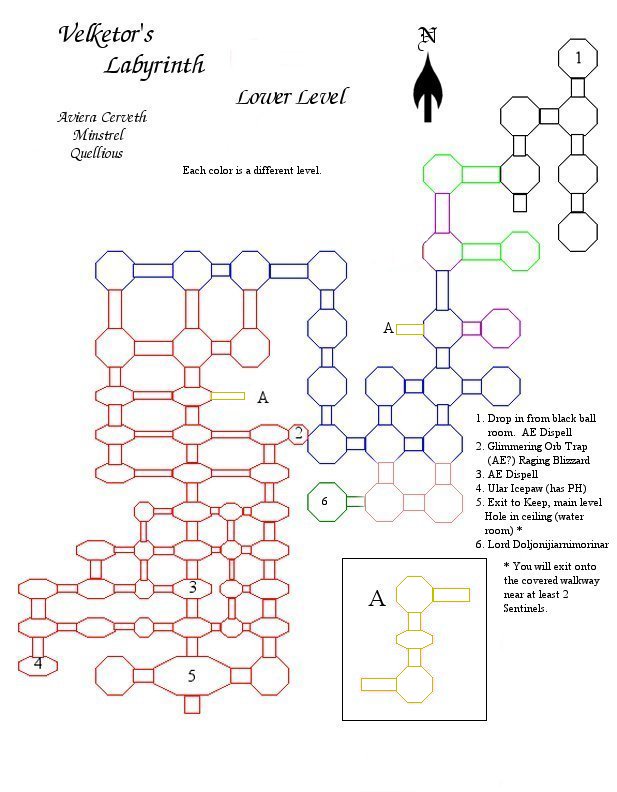 Velketor's
Labyrinth
Lower Level
N
Aviera Cerveth
Minstrel
Quellious
Each color is a different level.
1
A
A
2
6
3
4
5
A
1. Drop in from black ball
room. AE Dispell
2. Glimmering Orb Trap
(AE?) Raging Blizzard
3. AE Dispell
4. Ular Icepaw (has PH)
5. Exit to Keep, main level
Hole in ceiling (water
room) *
6. Lord Doljonijiarnimorinar
* You will exit onto
the covered walkway
near at least 2
Sentinels.